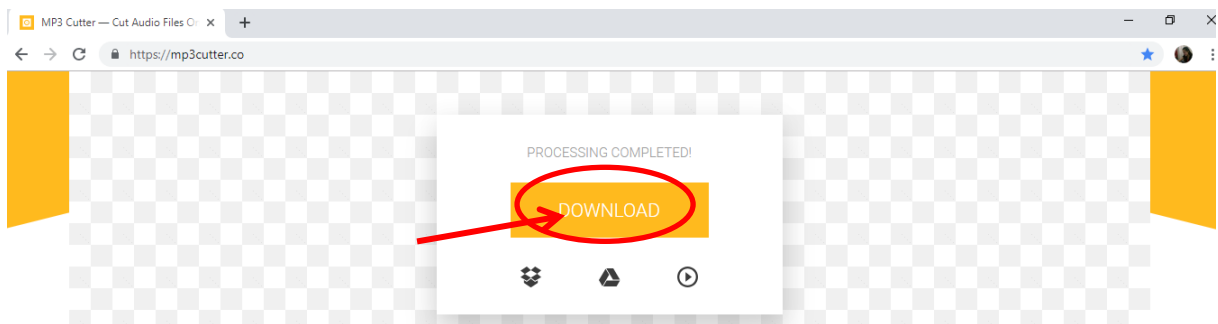 MP3 Cutter — Cut Audio Files O
https://mp3cutter.co
PROCESSING COMPLETED!
DOWNLOAD